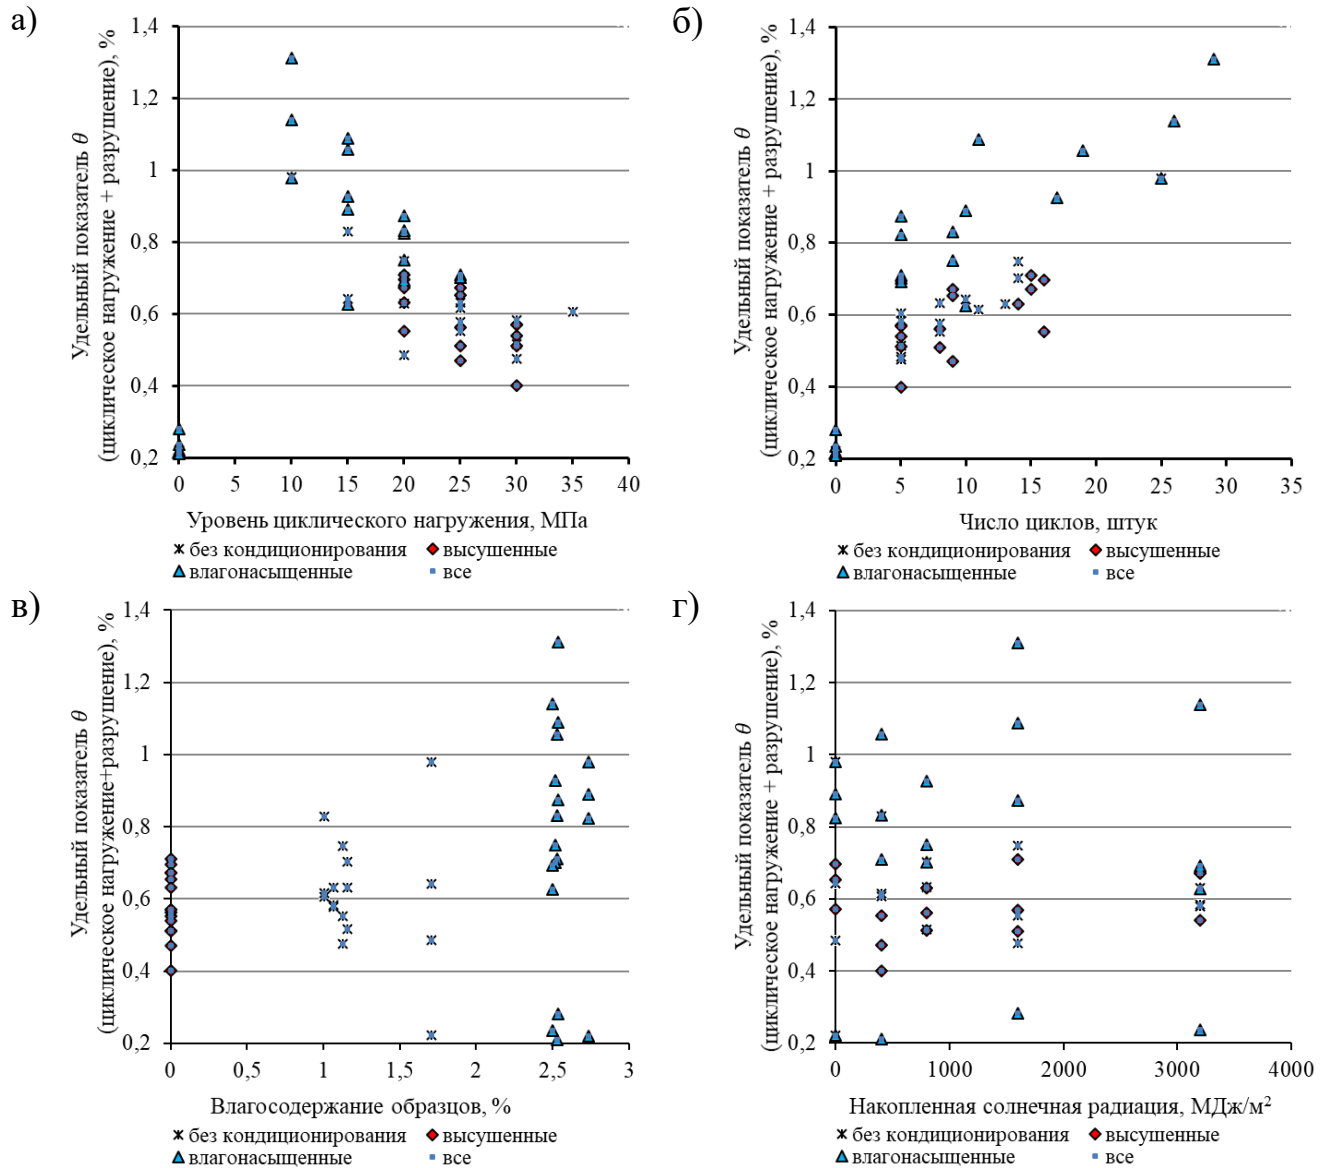 а)
Удельный показатель θ
(циклическое нагружение + разрушение), %
1,4
1,2
1
0,8
0,6
0,4
0,2
0 5 10 15 20 25 30 35 40
Уровень циклического нагружения, МПа
без кондиционирования высушенные
влагонасыщенные все
б)
Удельный показатель θ
(циклическое нагружение + разрушение), %
1,4
1,2
1
0,8
0,6
0,4
0,2
0 5 10 15 20 25 30 35
Число циклов, штук
без кондиционирования высушенные
влагонасыщенные все
в)
Удельный показатель θ
(циклическое нагружение+разрушение), %
1,4
1,2
1
0,8
0,6
0,4
0,2
0 0,5 1 1,5 2 2,5 3
Влагосодержание образцов, %
без кондиционирования высушенные
влагонасыщенные все
г)
Удельный показатель θ
(циклическое нагружение + разрушение), %
1,4
1,2
1
0,8
0,6
0,4
0,2
0 1000 2000 3000 4000
Накопленная солнечная радиация, МДж/м²
без кондиционирования высушенные
влагонасыщенные все